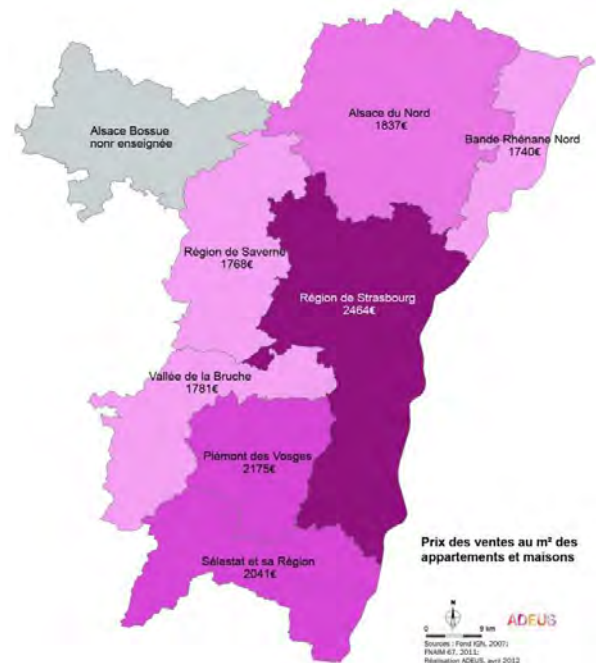 Alsace du Nord
1837€
Alsace Bossue
nonr enseignée
Bande Rhénane Nord
1740€
Région de Saverne
1768€
Région de Strasbourg
2464€
Vallée de la Bruche
1781€
Piémont des Vosges
2175€
Sélestat et sa Région
2041€
Prix des ventes au m² des
appartements et maisons
N
0 9 km
ADEUS
Sources : Fond IGN, 2007;
FNAIM 67, 2011;
Réalisation ADEUS, avril 2012